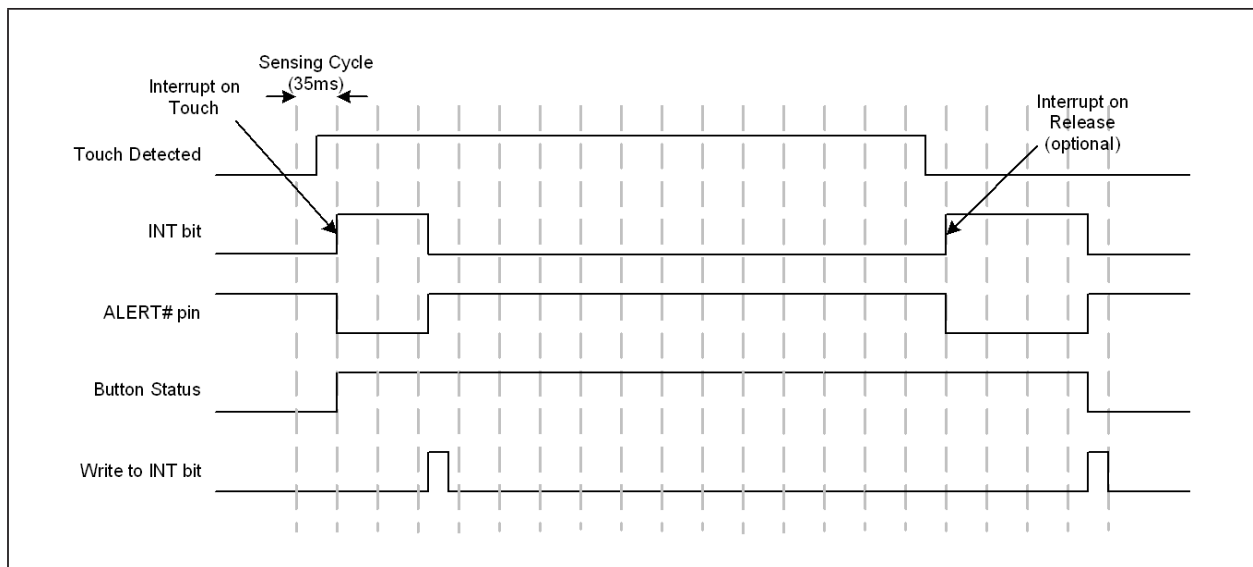 Sensing Cycle
(35ms)
Interrupt on
Touch
Interrupt on
Release
(optional)
Touch Detected
INT bit
ALERT# pin
Button Status
Write to INT bit